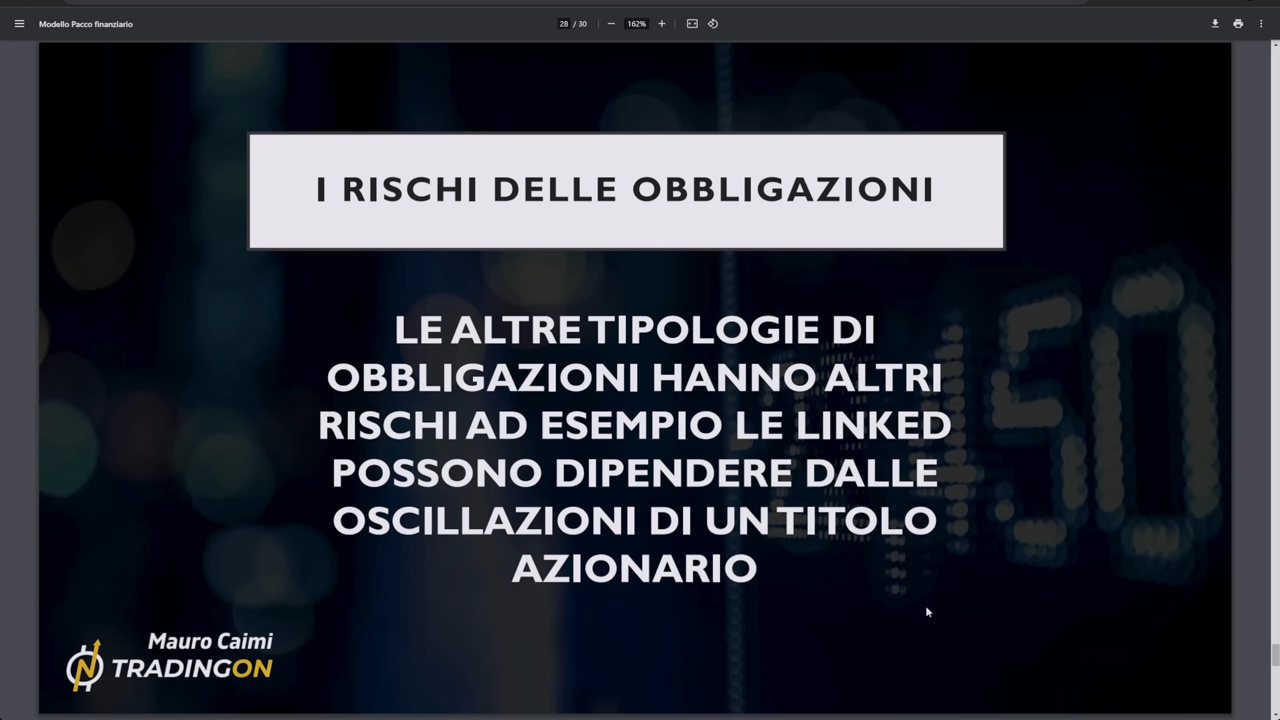 Modello Pacco finanziario
28 / 30
162%
I RISCHI DELLE OBBLIGAZIONI
LE ALTRE TIPOLOGIE DI
OBBLIGAZIONI HANNO ALTRI
RISCHI AD ESEMPIO LE LINKED
POSSONO DIPENDERE DALLE
OSCILLAZIONI DI UN TITOLO
AZIONARIO
150
Mauro Caimi
TRADINGON